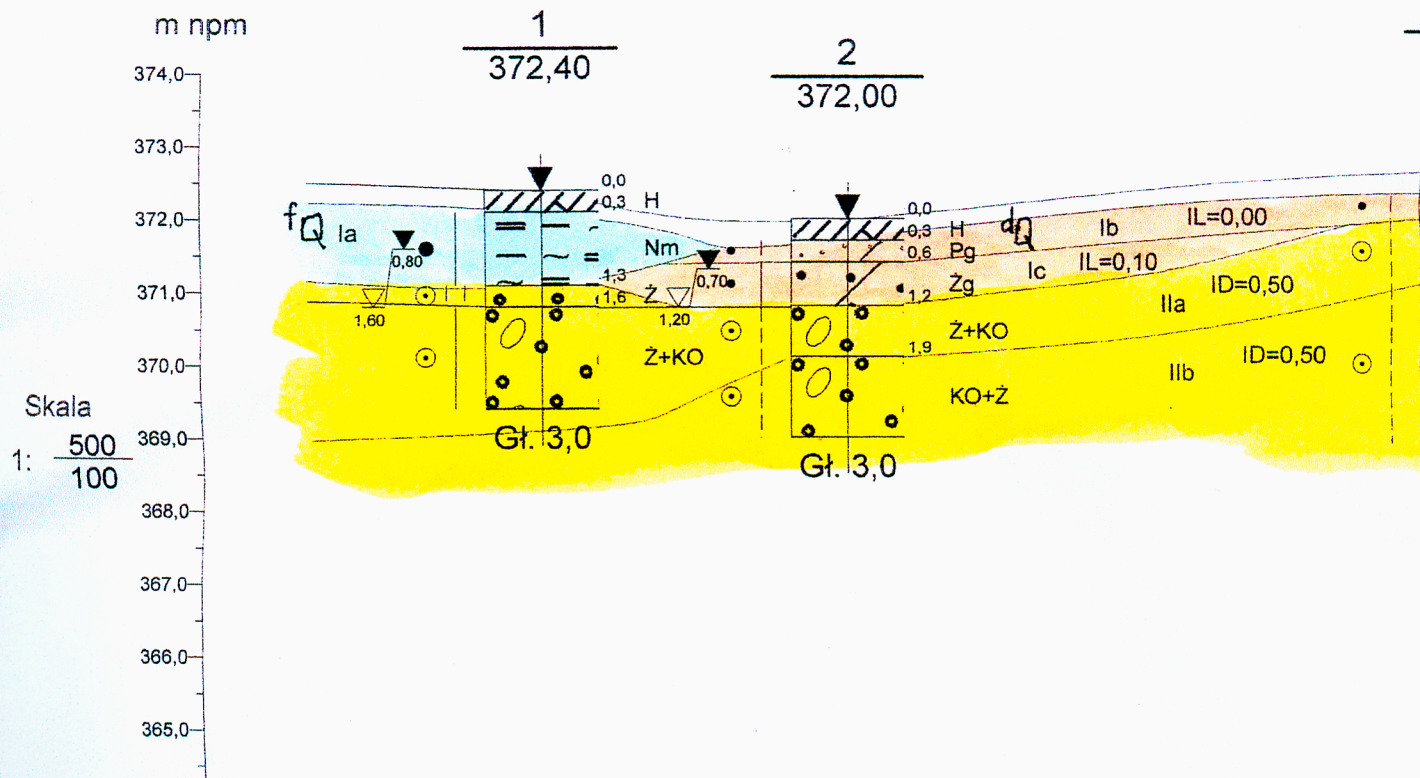 m npm
1
372,40
2
372,00
374,0
373,0
372,0
371,0
370,0
369,0
368,0
367,0
366,0
365,0
Skala
1: 500
100
fQ Ia
0,80
1,60
0,0
0,3 H
Nm
1,3
1,6 Ż
Ż+KO
Gł. 3,0
0,70
1,20
0,0
0,3 H
0,6 Pg
Żg
1,2
Ż+KO
1,9
KO+Ż
Gł. 3,0
dQ
Ib IL=0,00
Ic IL=0,10
IIa ID=0,50
IIb ID=0,50